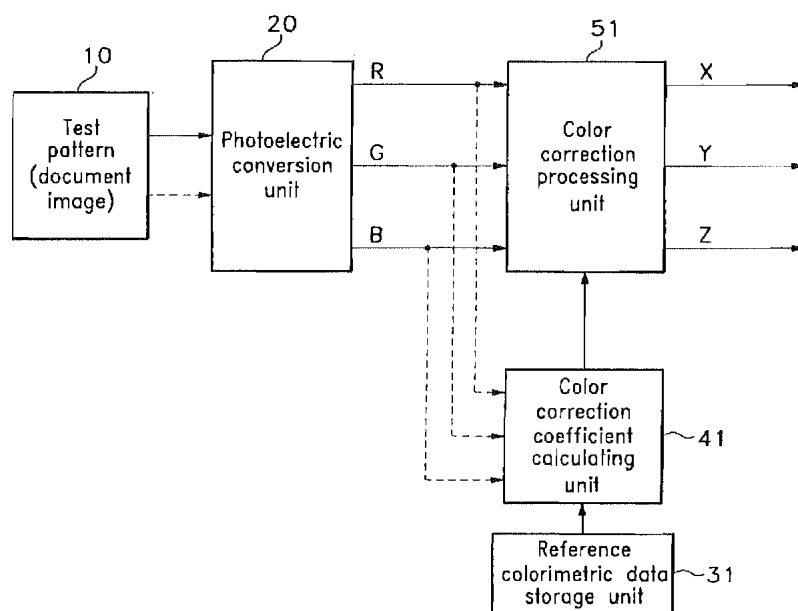 10
Test
pattern
(document
image)
20
Photoelectric
conversion
unit
R
G
B
51
Color
correction
processing
unit
X
Y
Z
Color
correction
coefficient
calculating
unit
41
Reference
colorimetric data
storage unit
31